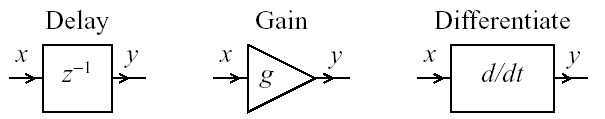 Delay Gain Differentiate
x y x y x y
z⁻¹ g d/dt